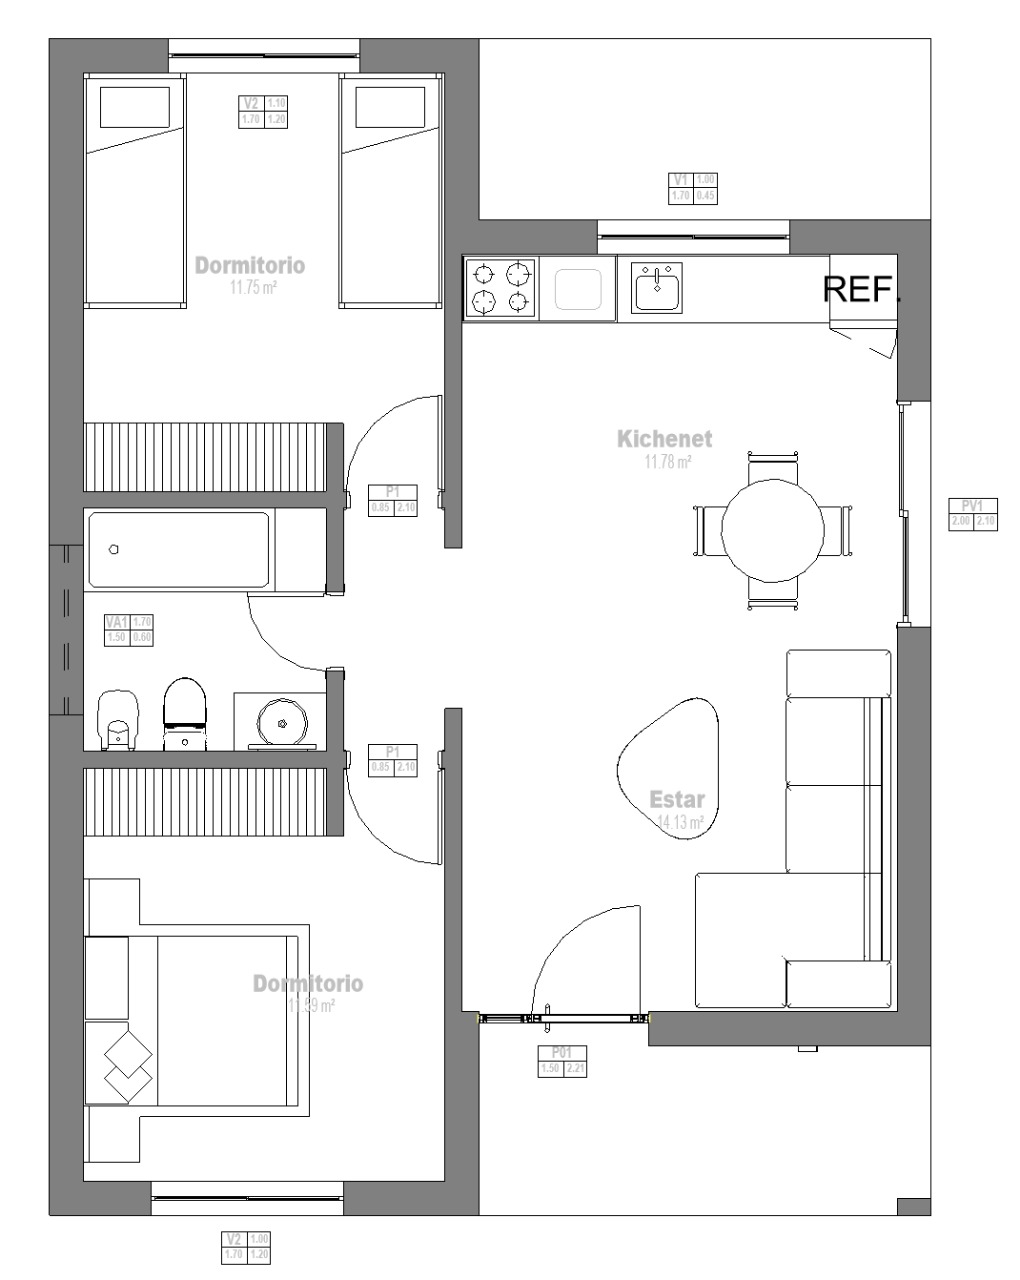 V2 1.10
1.70 1.20
V1 1.00
1.70 0.45
Dormitorio
11.75 m²
REF.
Kichenet
11.78 m²
P1
0.85 2.10
PV1
2.00 2.10
VA1 1.70
1.50 0.60
P1
0.85 2.10
Estar
14.13 m²
Dormitorio
11.59 m²
P01
1.50 2.21
V2 1.00
1.70 1.20